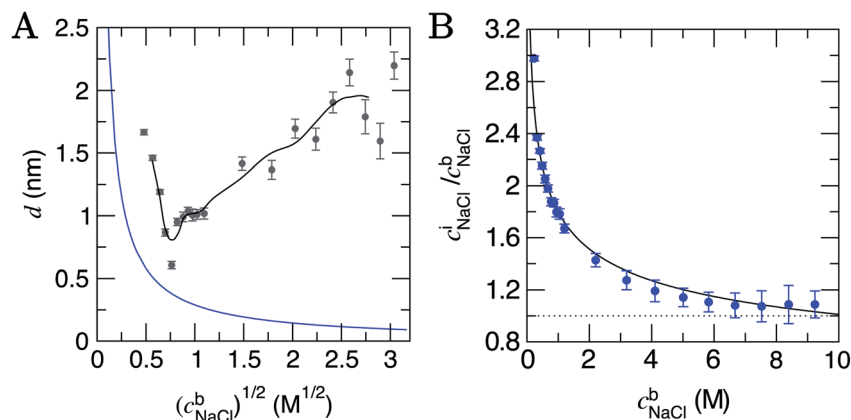 A
2.5
2
1.5
1
0.5
0
d (nm)
0 0.5 1 1.5 2 2.5 3
(c^b_NaCl)^1/2 (M^1/2)
B
3.2
2.8
2.4
2
1.6
1.2
0.8
c^i_NaCl/c^b_NaCl
0 2 4 6 8 10
c^b_NaCl (M)